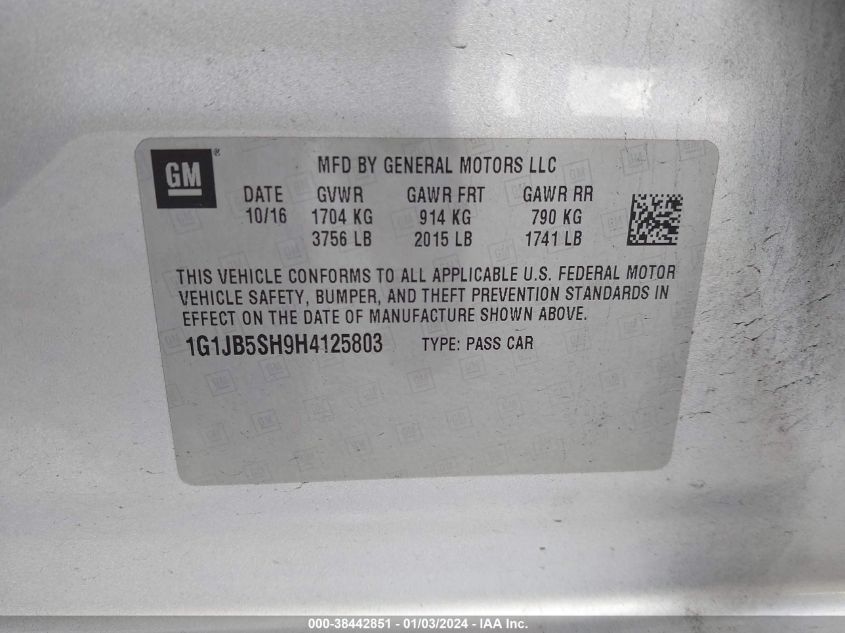 GM®
MFD BY GENERAL MOTORS LLC
DATE GVWR GAWR FRT GAWR RR
10/16 1704 KG 914 KG 790 KG
3756 LB 2015 LB 1741 LB
THIS VEHICLE CONFORMS TO ALL APPLICABLE U.S. FEDERAL MOTOR
VEHICLE SAFETY, BUMPER, AND THEFT PREVENTION STANDARDS IN
EFFECT ON THE DATE OF MANUFACTURE SHOWN ABOVE.
1G1JB5SH9H4125803 TYPE: PASS CAR
000-38442851 - 01/03/2024 - IAA Inc.